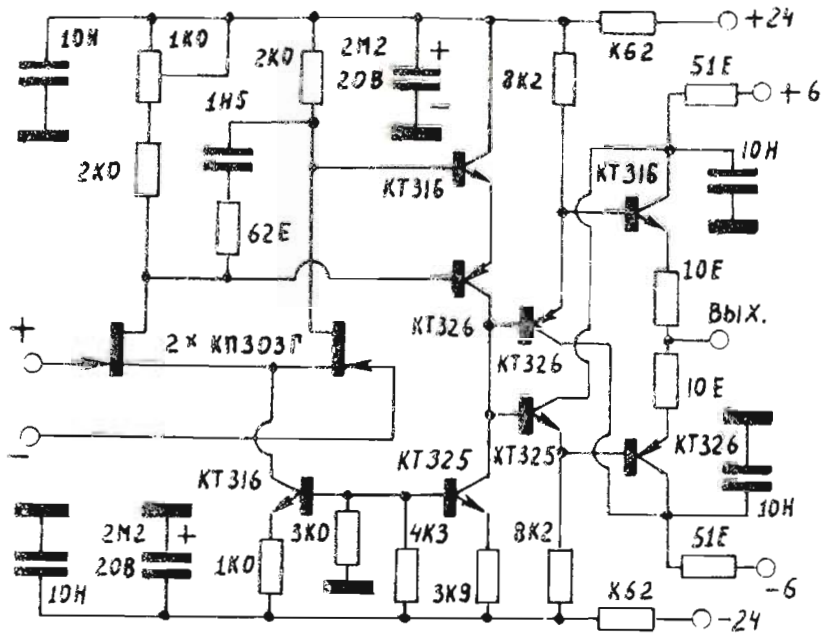 +24
10Н
1К0
2К0
2М2
20В
+
-
К62
8К2
51Е
+6
1Н5
10Н
2К0
КТ316
КТ316
62Е
10Е
КТ326
ВЫХ.
+
2× КП303Г
КТ326
10Е
-
КТ316
КТ325
КТ325
КТ326
10Н
2М2
20В
+
3К0
4К3
8К2
51Е
1К0
10Н
3К9
К62
-6
-24